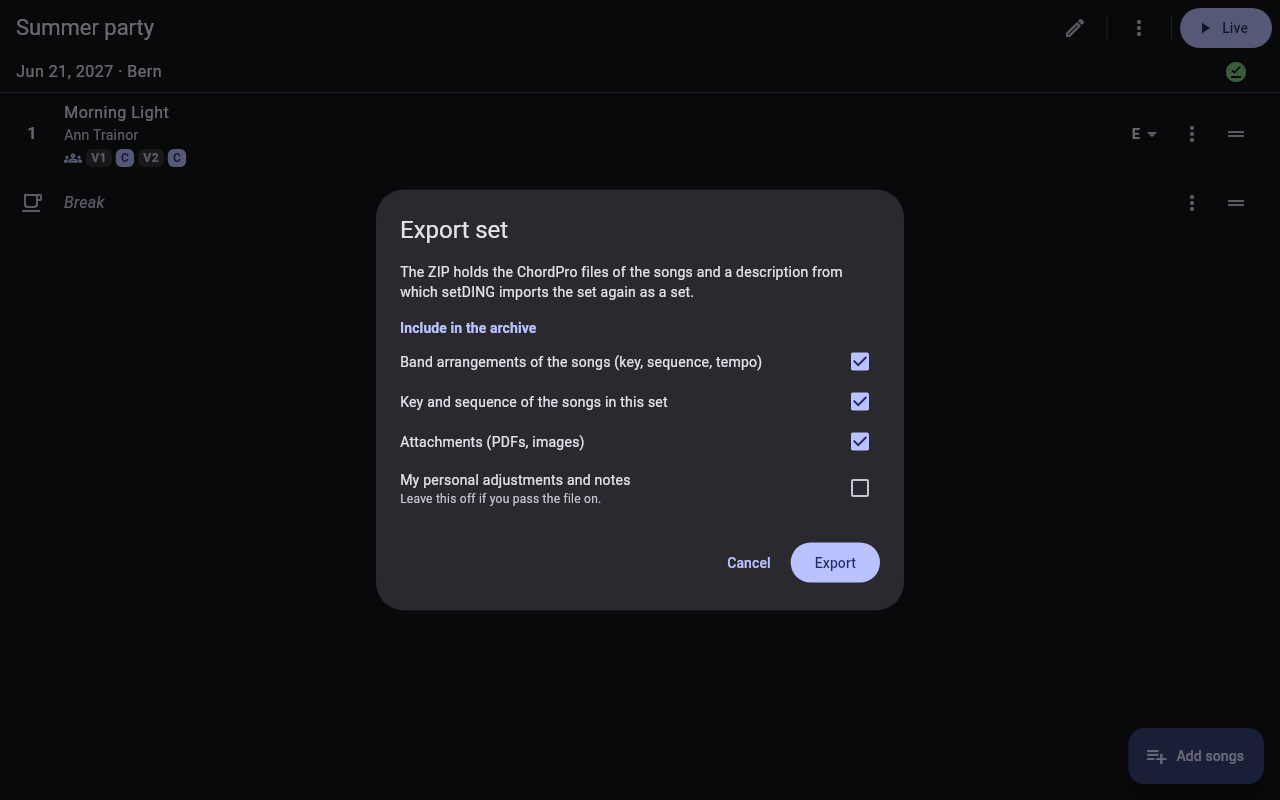 Summer party
Live
Jun 21, 2027 · Bern
1
Morning Light
Ann Trainor
V1 C V2 C
E
Break
Export set
The ZIP holds the ChordPro files of the songs and a description from
which setDING imports the set again as a set.
Include in the archive
Band arrangements of the songs (key, sequence, tempo)
Key and sequence of the songs in this set
Attachments (PDFs, images)
My personal adjustments and notes
Leave this off if you pass the file on.
Cancel
Export
Add songs